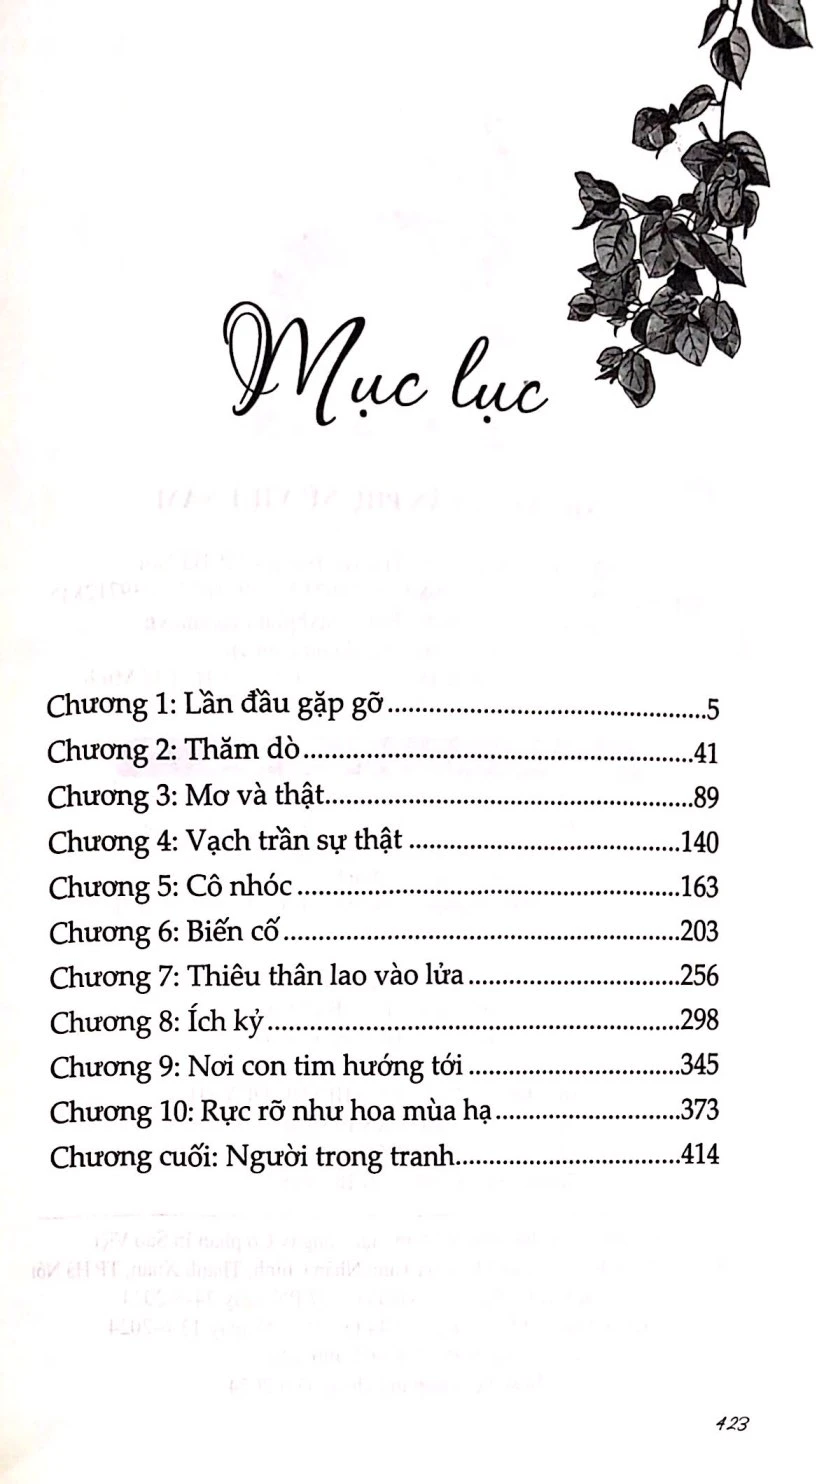 Mục lục
Chương 1: Lần đầu gặp gỡ........................................................5
Chương 2: Thăm dò....................................................................41
Chương 3: Mơ và thật................................................................89
Chương 4: Vạch trần sự thật ...............................................140
Chương 5: Cô nhóc ..................................................................163
Chương 6: Biến cố.....................................................................203
Chương 7: Thiêu thân lao vào lửa .....................................256
Chương 8: Ích kỷ........................................................................298
Chương 9: Nơi con tim hướng tới .....................................345
Chương 10: Rực rỡ như hoa mùa hạ................................373
Chương cuối: Người trong tranh.......................................414
423